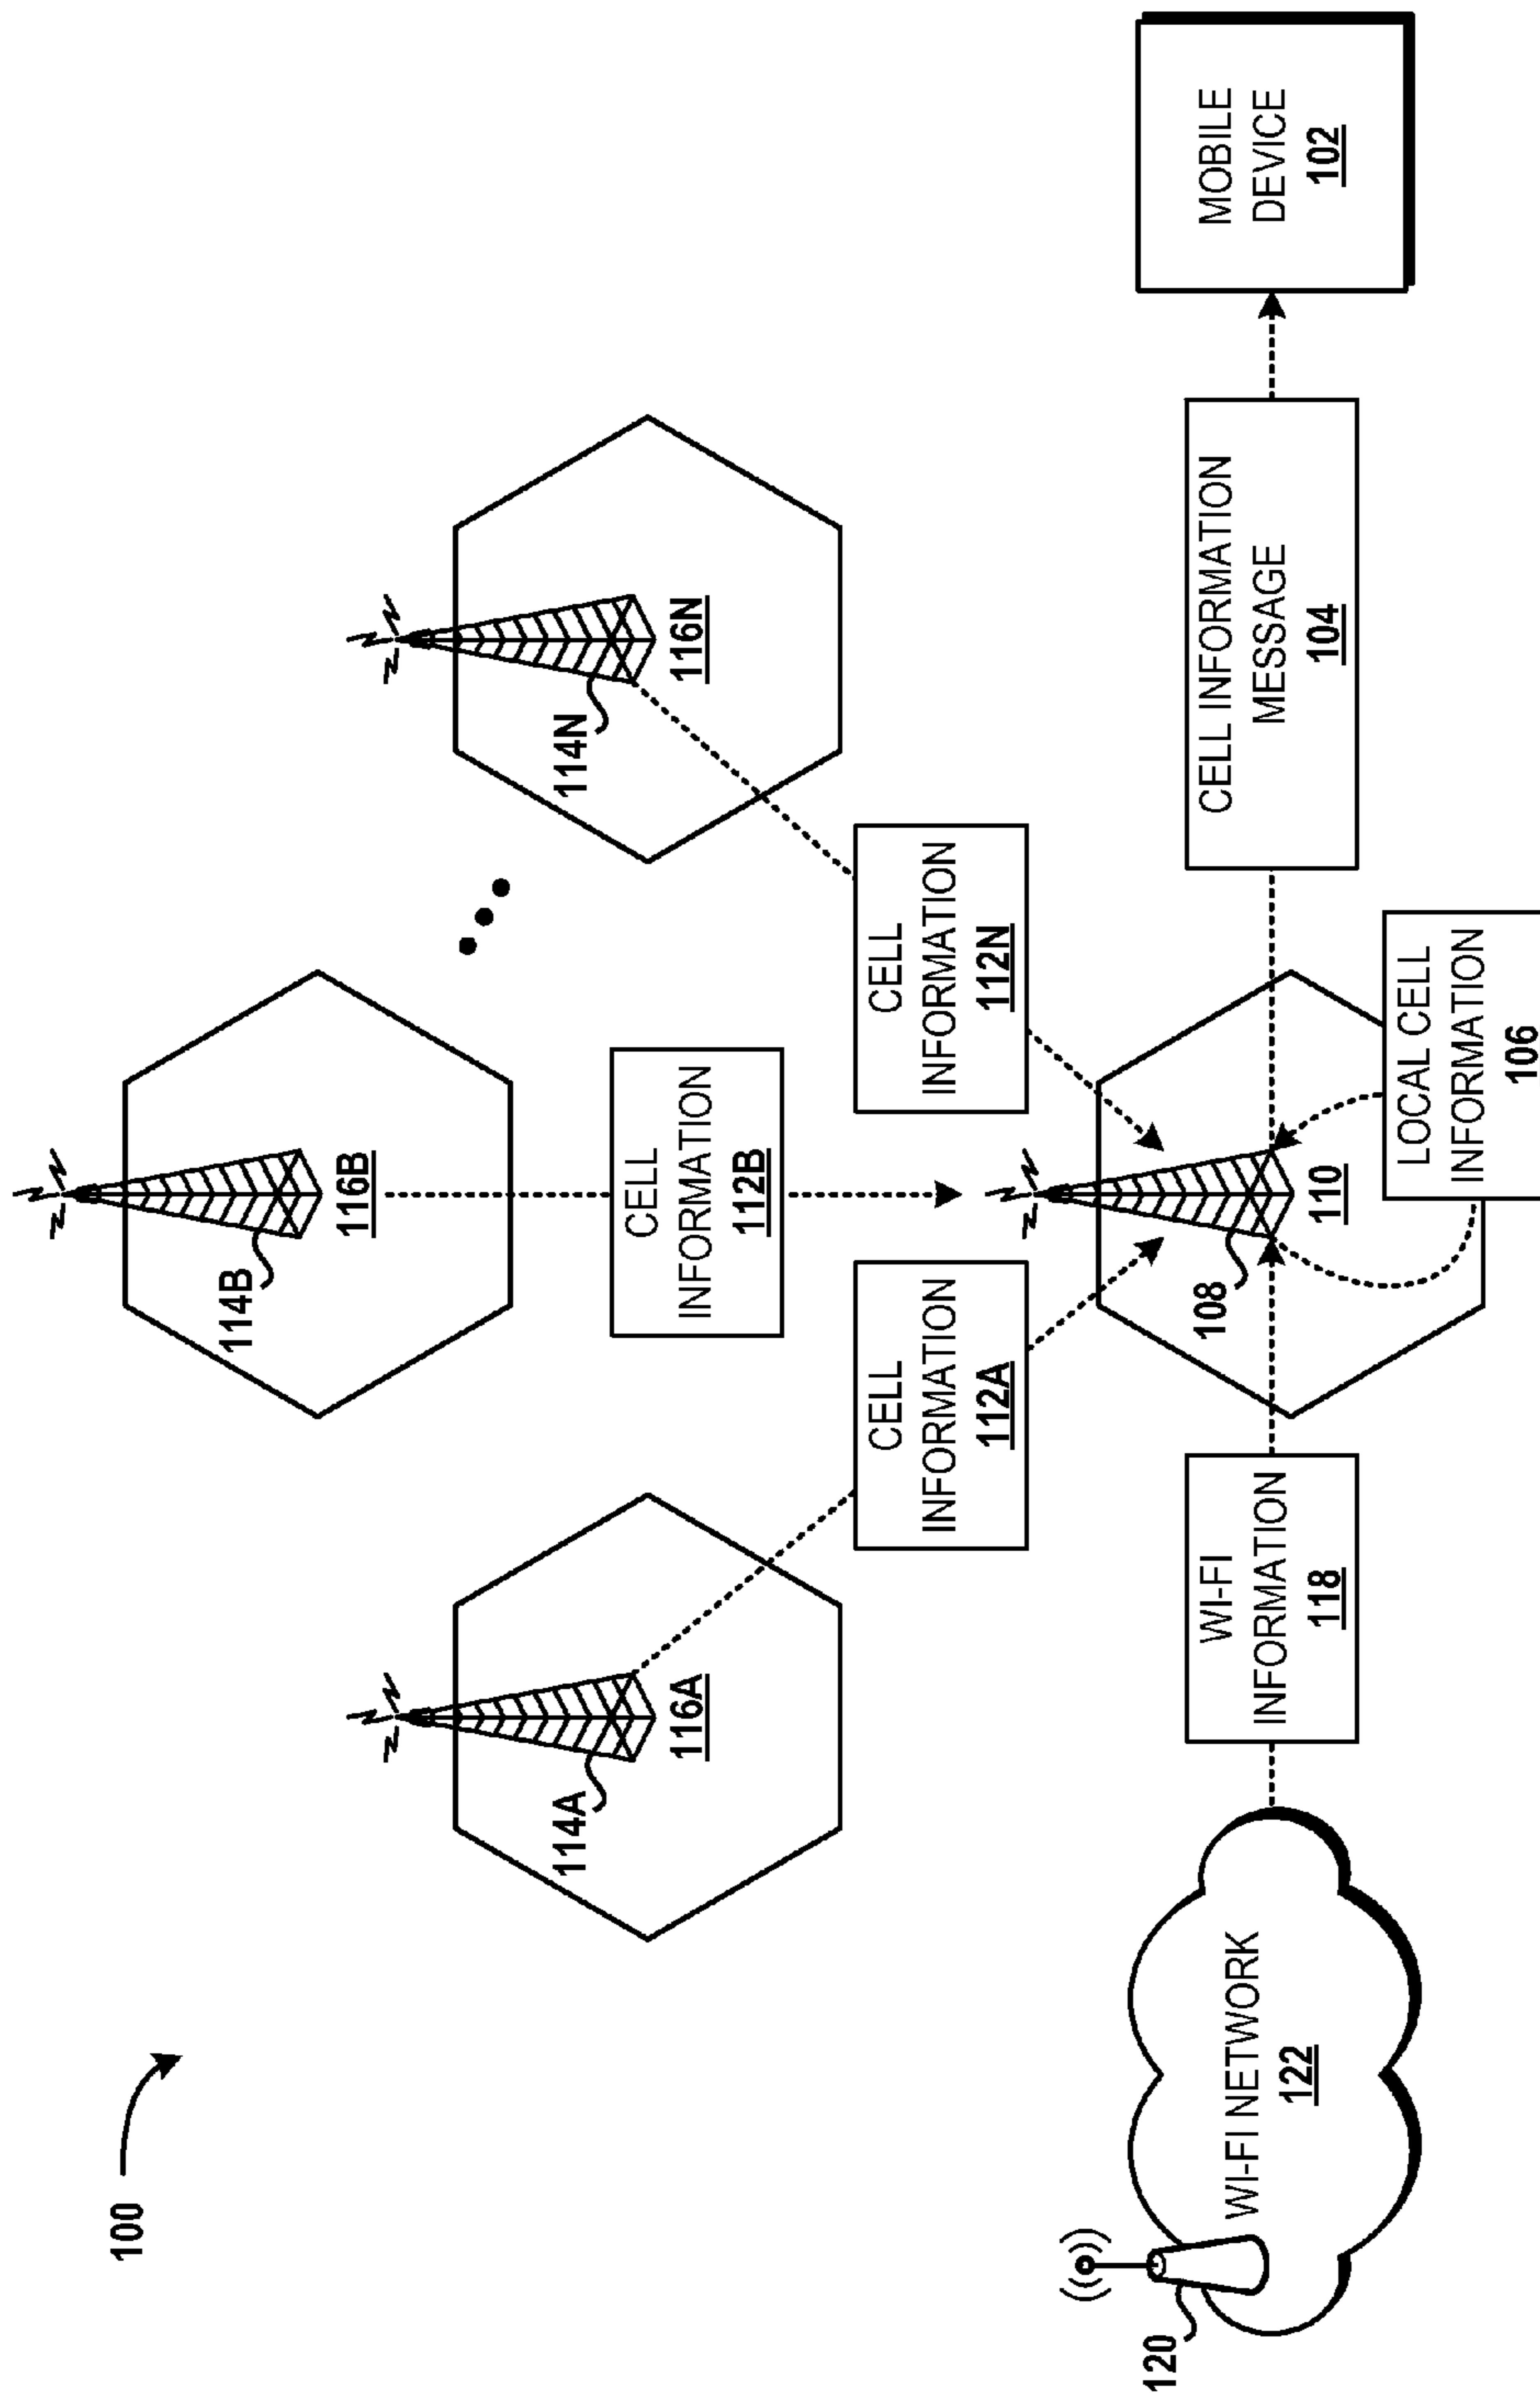 100
114B
116B
114A
116A
114N
116N
CELL
INFORMATION
112B
CELL
INFORMATION
112A
CELL
INFORMATION
112N
120
WI-FI NETWORK
122
WI-FI
INFORMATION
118
108
110
LOCAL CELL
INFORMATION
106
CELL INFORMATION
MESSAGE
104
MOBILE
DEVICE
102